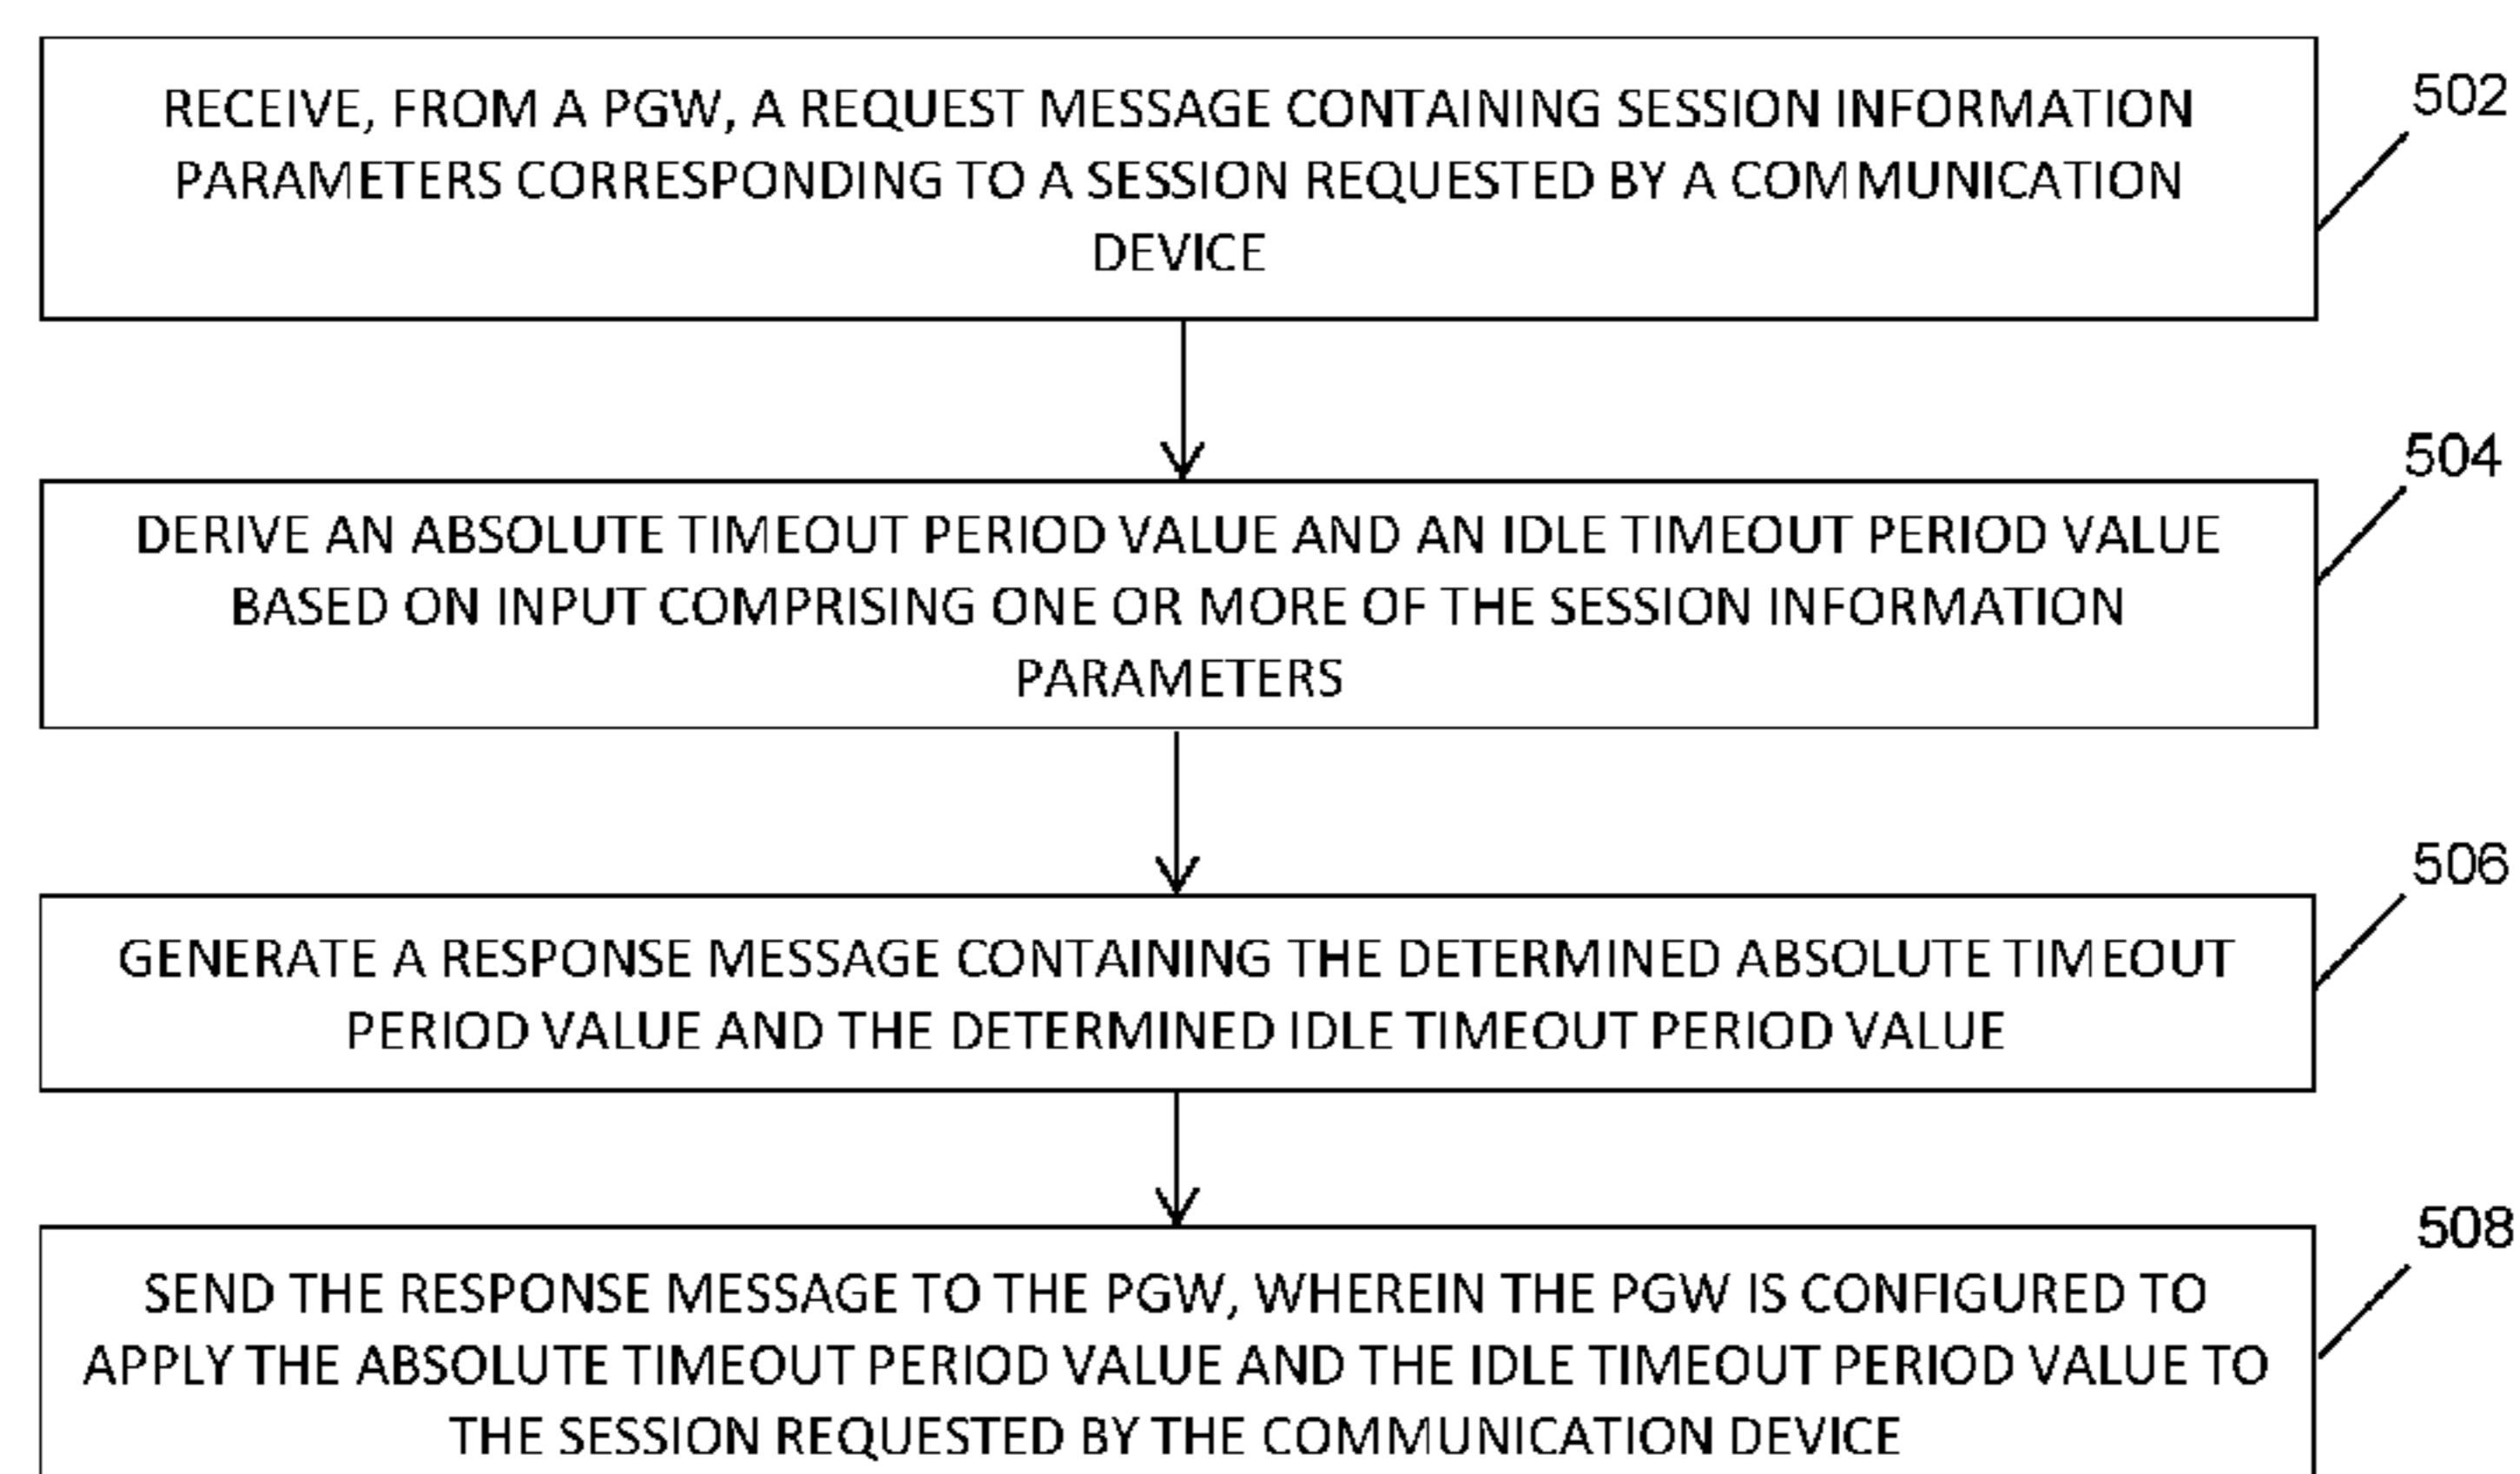 RECEIVE, FROM A PGW, A REQUEST MESSAGE CONTAINING SESSION INFORMATION
PARAMETERS CORRESPONDING TO A SESSION REQUESTED BY A COMMUNICATION
DEVICE
502
DERIVE AN ABSOLUTE TIMEOUT PERIOD VALUE AND AN IDLE TIMEOUT PERIOD VALUE
BASED ON INPUT COMPRISING ONE OR MORE OF THE SESSION INFORMATION
PARAMETERS
504
GENERATE A RESPONSE MESSAGE CONTAINING THE DETERMINED ABSOLUTE TIMEOUT
PERIOD VALUE AND THE DETERMINED IDLE TIMEOUT PERIOD VALUE
506
SEND THE RESPONSE MESSAGE TO THE PGW, WHEREIN THE PGW IS CONFIGURED TO
APPLY THE ABSOLUTE TIMEOUT PERIOD VALUE AND THE IDLE TIMEOUT PERIOD VALUE TO
THE SESSION REQUESTED BY THE COMMUNICATION DEVICE
508